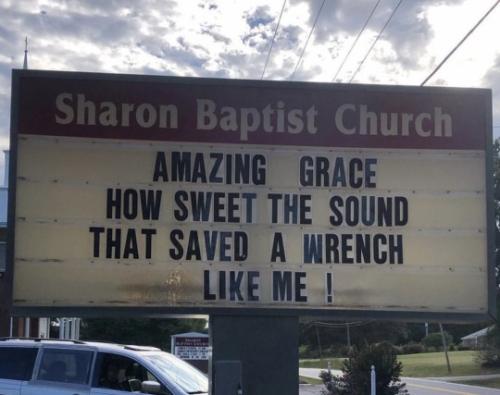 Sharon Baptist Church
AMAZING GRACE
HOW SWEET THE SOUND
THAT SAVED A WRENCH
LIKE ME !